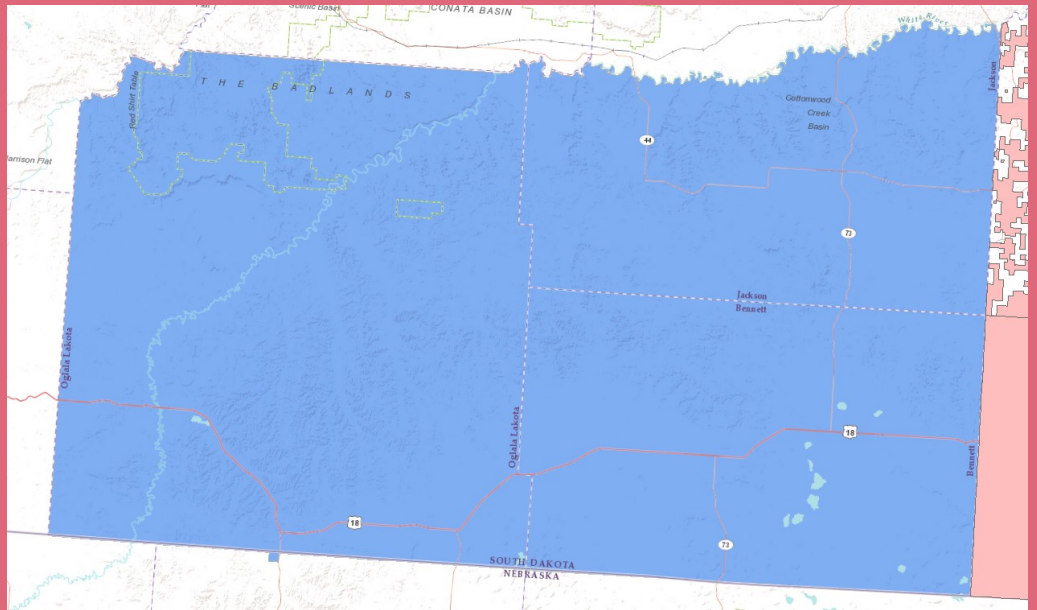 Scenic Basin
CONATA BASIN
White River
THE BADLANDS
Red Shirt Table
Jackson
Cottonwood
Creek
Basin
44
Harrison Flat
73
Jackson
Bennett
Oglala Lakota
Oglala Lakota
18
Bennett
18
73
SOUTH DAKOTA
NEBRASKA